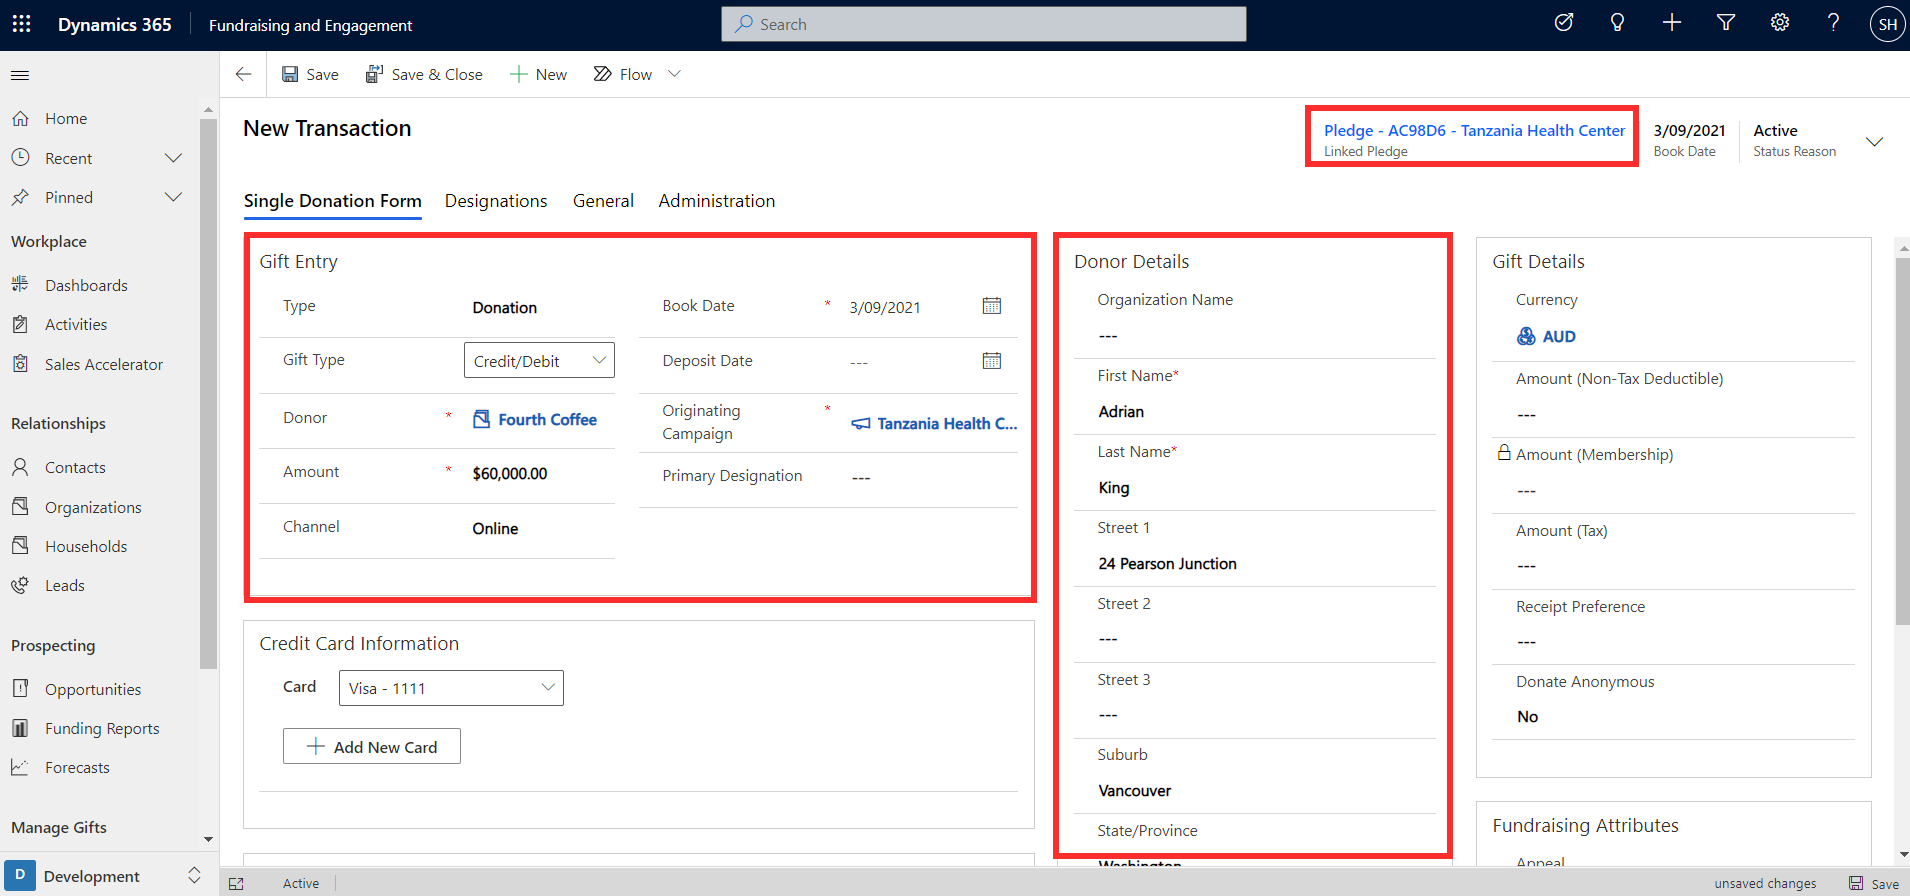 Dynamics 365
Fundraising and Engagement
Search
SH
Save
Save & Close
New
Flow
Home
Recent
Pinned
Workplace
Dashboards
Activities
Sales Accelerator
Relationships
Contacts
Organizations
Households
Leads
Prospecting
Opportunities
Funding Reports
Forecasts
Manage Gifts
D Development
New Transaction
Pledge - AC98D6 - Tanzania Health Center
Linked Pledge
3/09/2021
Book Date
Active
Status Reason
Single Donation Form
Designations
General
Administration
Gift Entry
Type
Donation
Gift Type
Credit/Debit
Donor *
Fourth Coffee
Amount *
$60,000.00
Channel
Online
Book Date *
3/09/2021
Deposit Date
---
Originating
Campaign *
Tanzania Health C...
Primary Designation
---
Credit Card Information
Card
Visa - 1111
Add New Card
Donor Details
Organization Name
---
First Name*
Adrian
Last Name*
King
Street 1
24 Pearson Junction
Street 2
---
Street 3
---
Suburb
Vancouver
State/Province
Washington
Gift Details
Currency
AUD
Amount (Non-Tax Deductible)
---
Amount (Membership)
---
Amount (Tax)
---
Receipt Preference
---
Donate Anonymous
No
Fundraising Attributes
Appeal
Active
unsaved changes
Save